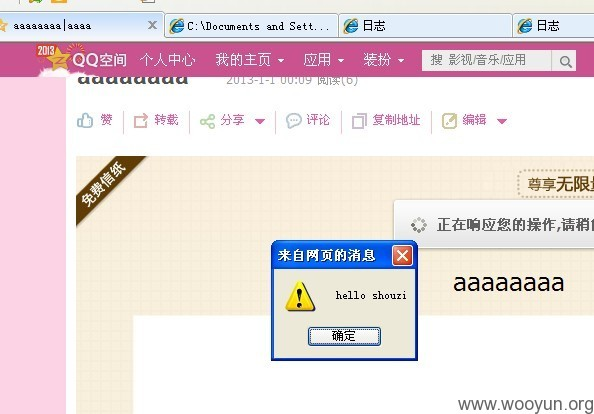 aaaaaaaa|aaaa
C:\Documents and Sett...
日志
日志
2013
QQ空间 个人中心 我的主页 应用 装扮 搜 影视/音乐/应用
aaaaaaaa 2013-1-1 00:09 阅读(6)
赞 转载 分享 评论 复制地址 编辑
免费信纸
尊享无限
正在响应您的操作,请稍
来自网页的消息
hello shouzi
确定
aaaaaaaa
www.wooyun.org